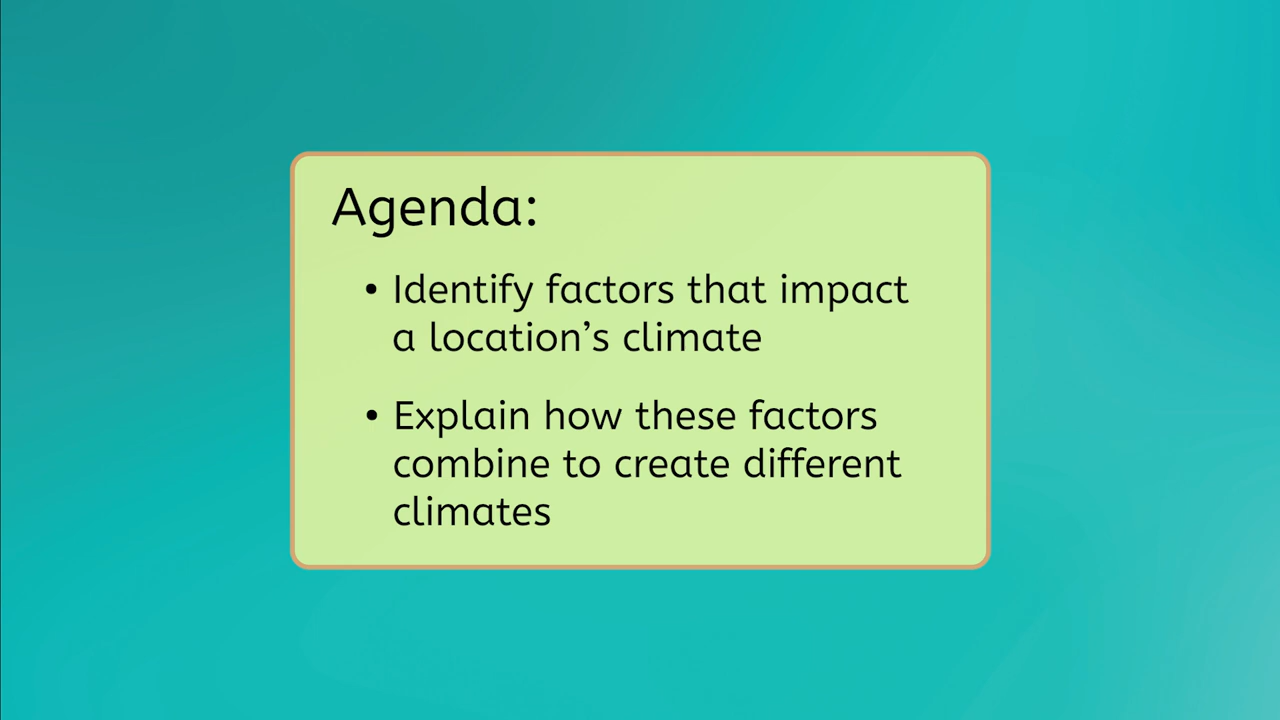 Agenda:
• Identify factors that impact
a location’s climate
• Explain how these factors
combine to create different
climates